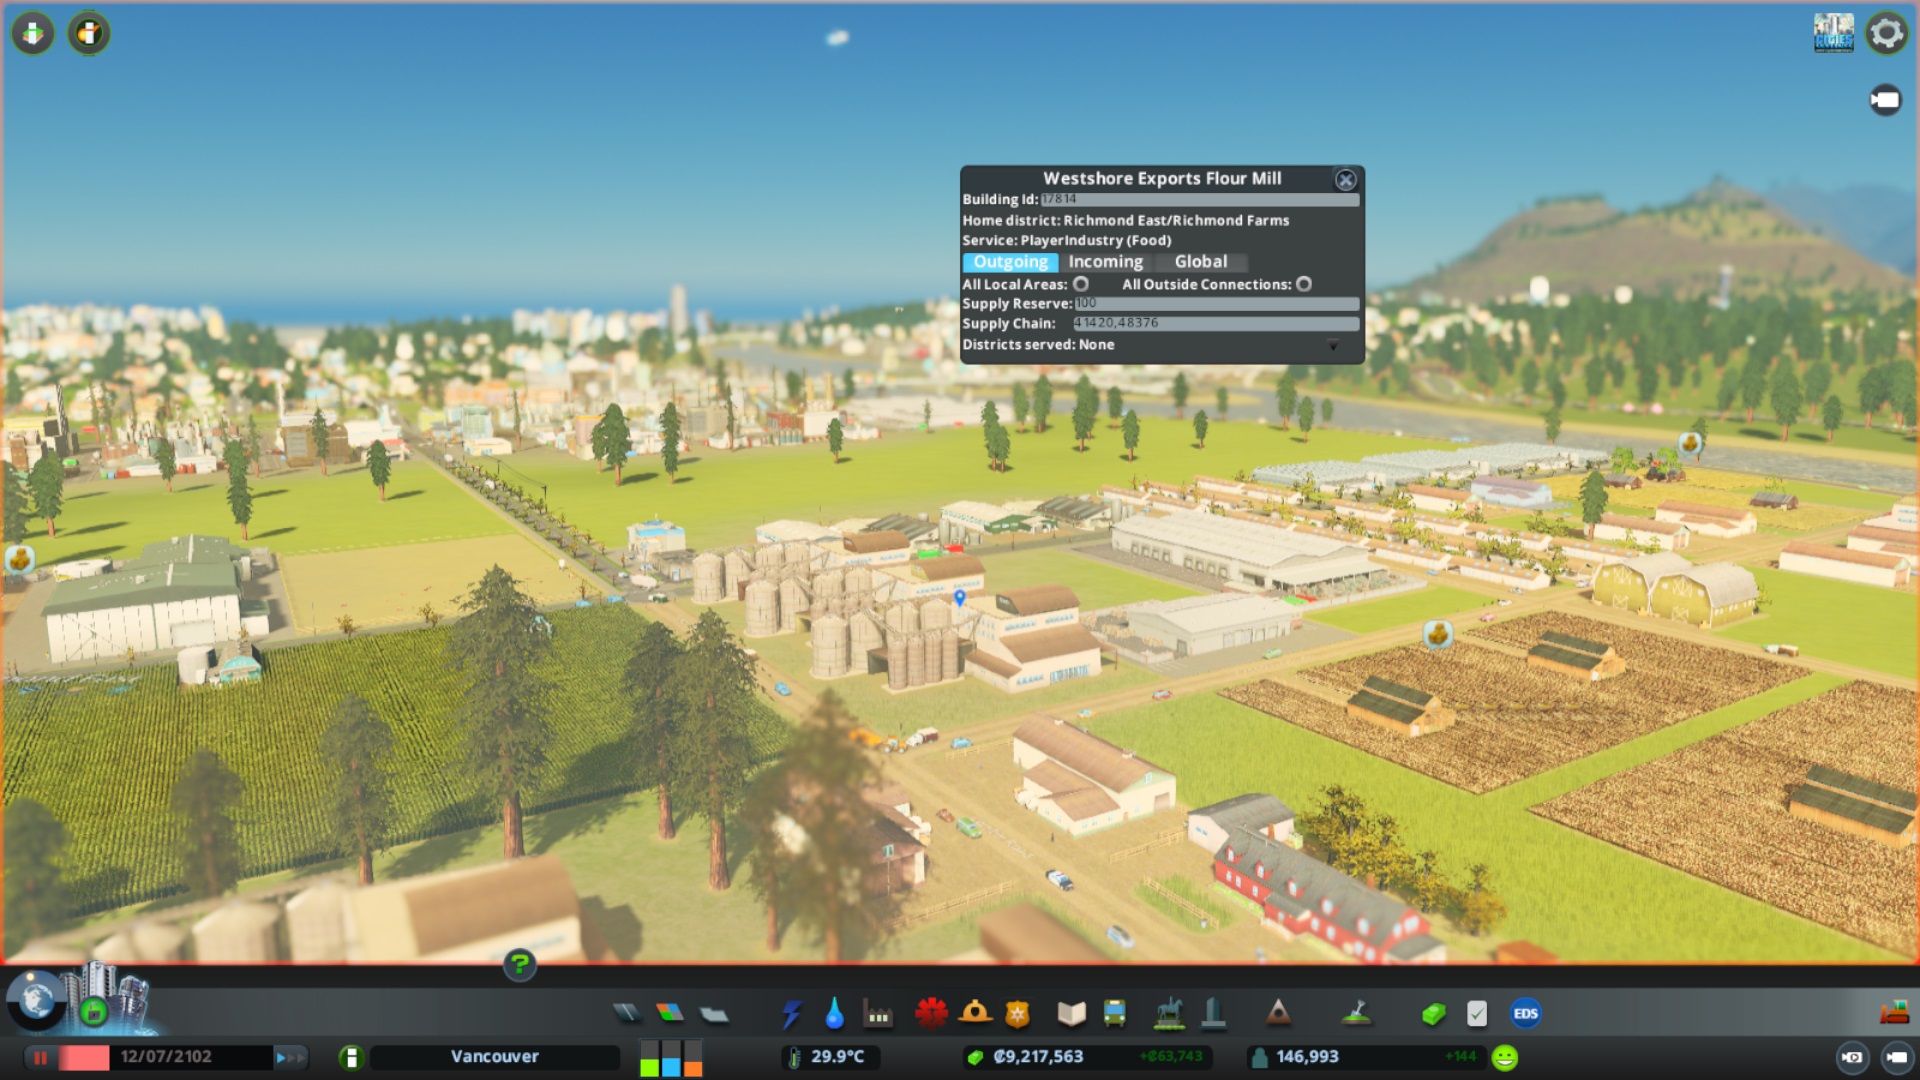 CITIES
Westshore Exports Flour Mill
Building Id: 17814
Home district: Richmond East/Richmond Farms
Service: PlayerIndustry (Food)
Outgoing Incoming Global
All Local Areas: All Outside Connections:
Supply Reserve: 100
Supply Chain: 41420,48376
Districts served: None
?
EDS
12/07/2102
Vancouver
29.9°C
₡9,217,563
+₡63,743
146,993
+144